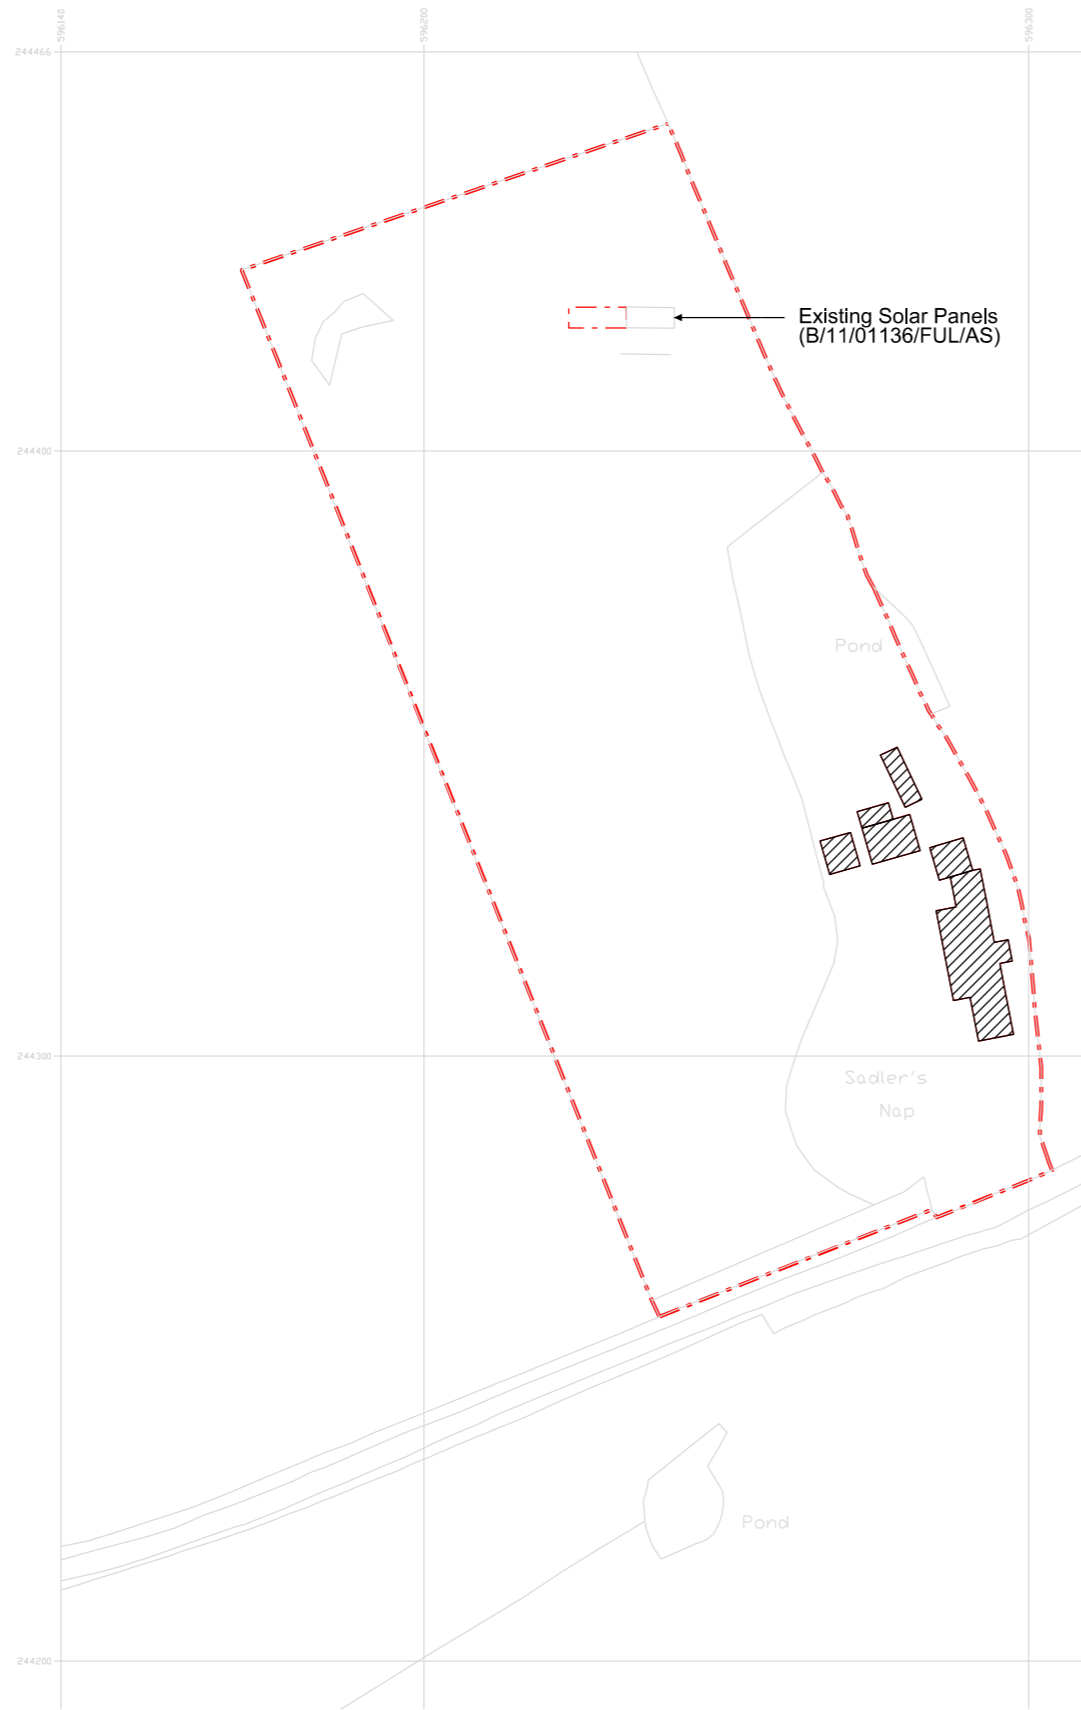 596140
596200
596300
244466
Existing Solar Panels
(B/11/01136/FUL/AS)
244400
Pond
244300
Sadler's
Nap
Pond
244200